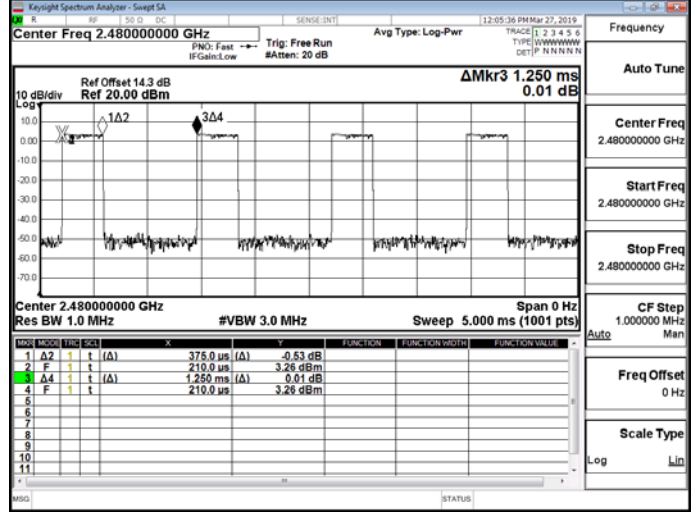 Keysight Spectrum Analyzer - Swept SA
R RF 50 Ω DC SENSE:INT 12:05:36 PM Mar 27, 2019
Center Freq 2.480000000 GHz Avg Type: Log-Pwr TRACE 1 2 3 4 5 6
PNO: Fast Trig: Free Run TYPE WWWWWW
IFGain:Low #Atten: 20 dB DET P N N N N N
ΔMkr3 1.250 ms
Ref Offset 14.3 dB
10 dB/div Ref 20.00 dBm 0.01 dB
Log
10.0 1Δ2 3Δ4
0.00
-10.0
-20.0
-30.0
-40.0
-50.0
-60.0
-70.0
Center 2.480000000 GHz Span 0 Hz
Res BW 1.0 MHz #VBW 3.0 MHz Sweep 5.000 ms (1001 pts)
MKR MODE TRC SCL X Y FUNCTION FUNCTION WIDTH FUNCTION VALUE
1 Δ2 1 t (Δ) 375.0 us (Δ) -0.53 dB
2 F 1 t 210.0 us 3.26 dBm
3 Δ4 1 t (Δ) 1.250 ms (Δ) 0.01 dB
4 F 1 t 210.0 us 3.26 dBm
5
6
7
8
9
10
11
MSG STATUS
Frequency
Auto Tune
Center Freq
2.480000000 GHz
Start Freq
2.480000000 GHz
Stop Freq
2.480000000 GHz
CF Step
1.000000 MHz
Auto Man
Freq Offset
0 Hz
Scale Type
Log Lin